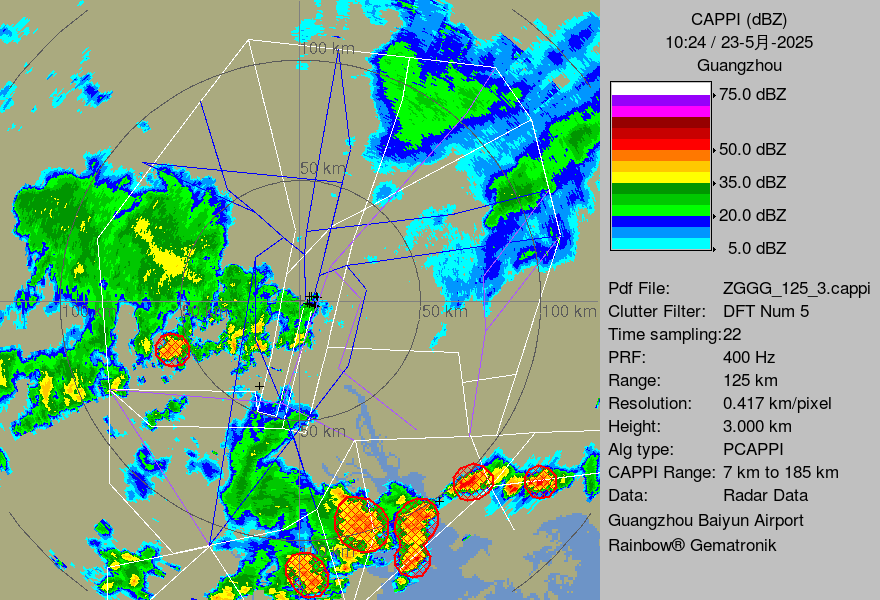 CAPPI (dBZ)
10:24 / 23-5月-2025
Guangzhou
75.0 dBZ
50.0 dBZ
35.0 dBZ
20.0 dBZ
5.0 dBZ
Pdf File: ZGGG_125_3.cappi
Clutter Filter: DFT Num 5
Time sampling:22
PRF: 400 Hz
Range: 125 km
Resolution: 0.417 km/pixel
Height: 3.000 km
Alg type: PCAPPI
CAPPI Range: 7 km to 185 km
Data: Radar Data
Guangzhou Baiyun Airport
Rainbow® Gematronik
100 km
50 km
50 km
100 km
50 km